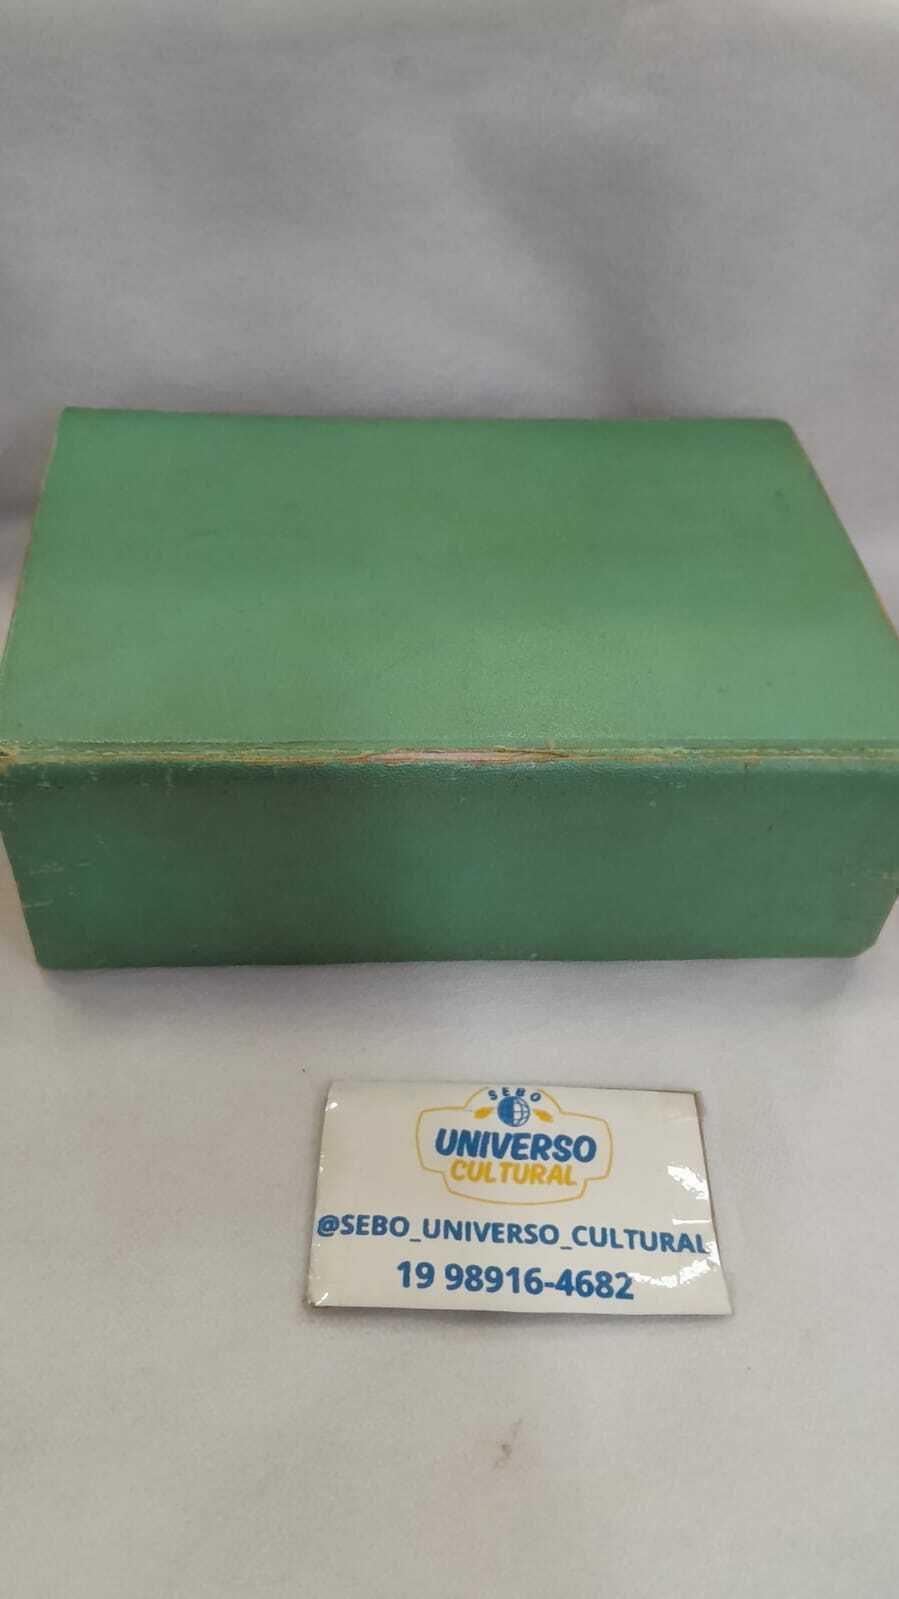 SEBO
UNIVERSO
CULTURAL
@SEBO_UNIVERSO_CULTURAL
19 98916-4682